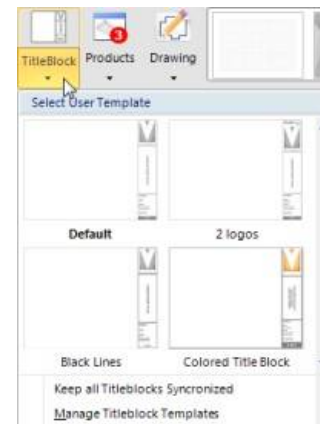 TitleBlock Products 3 Drawing
Select User Template
Default 2 logos
Black Lines Colored Title Block
Keep all Titleblocks Syncronized
Manage Titleblock Templates